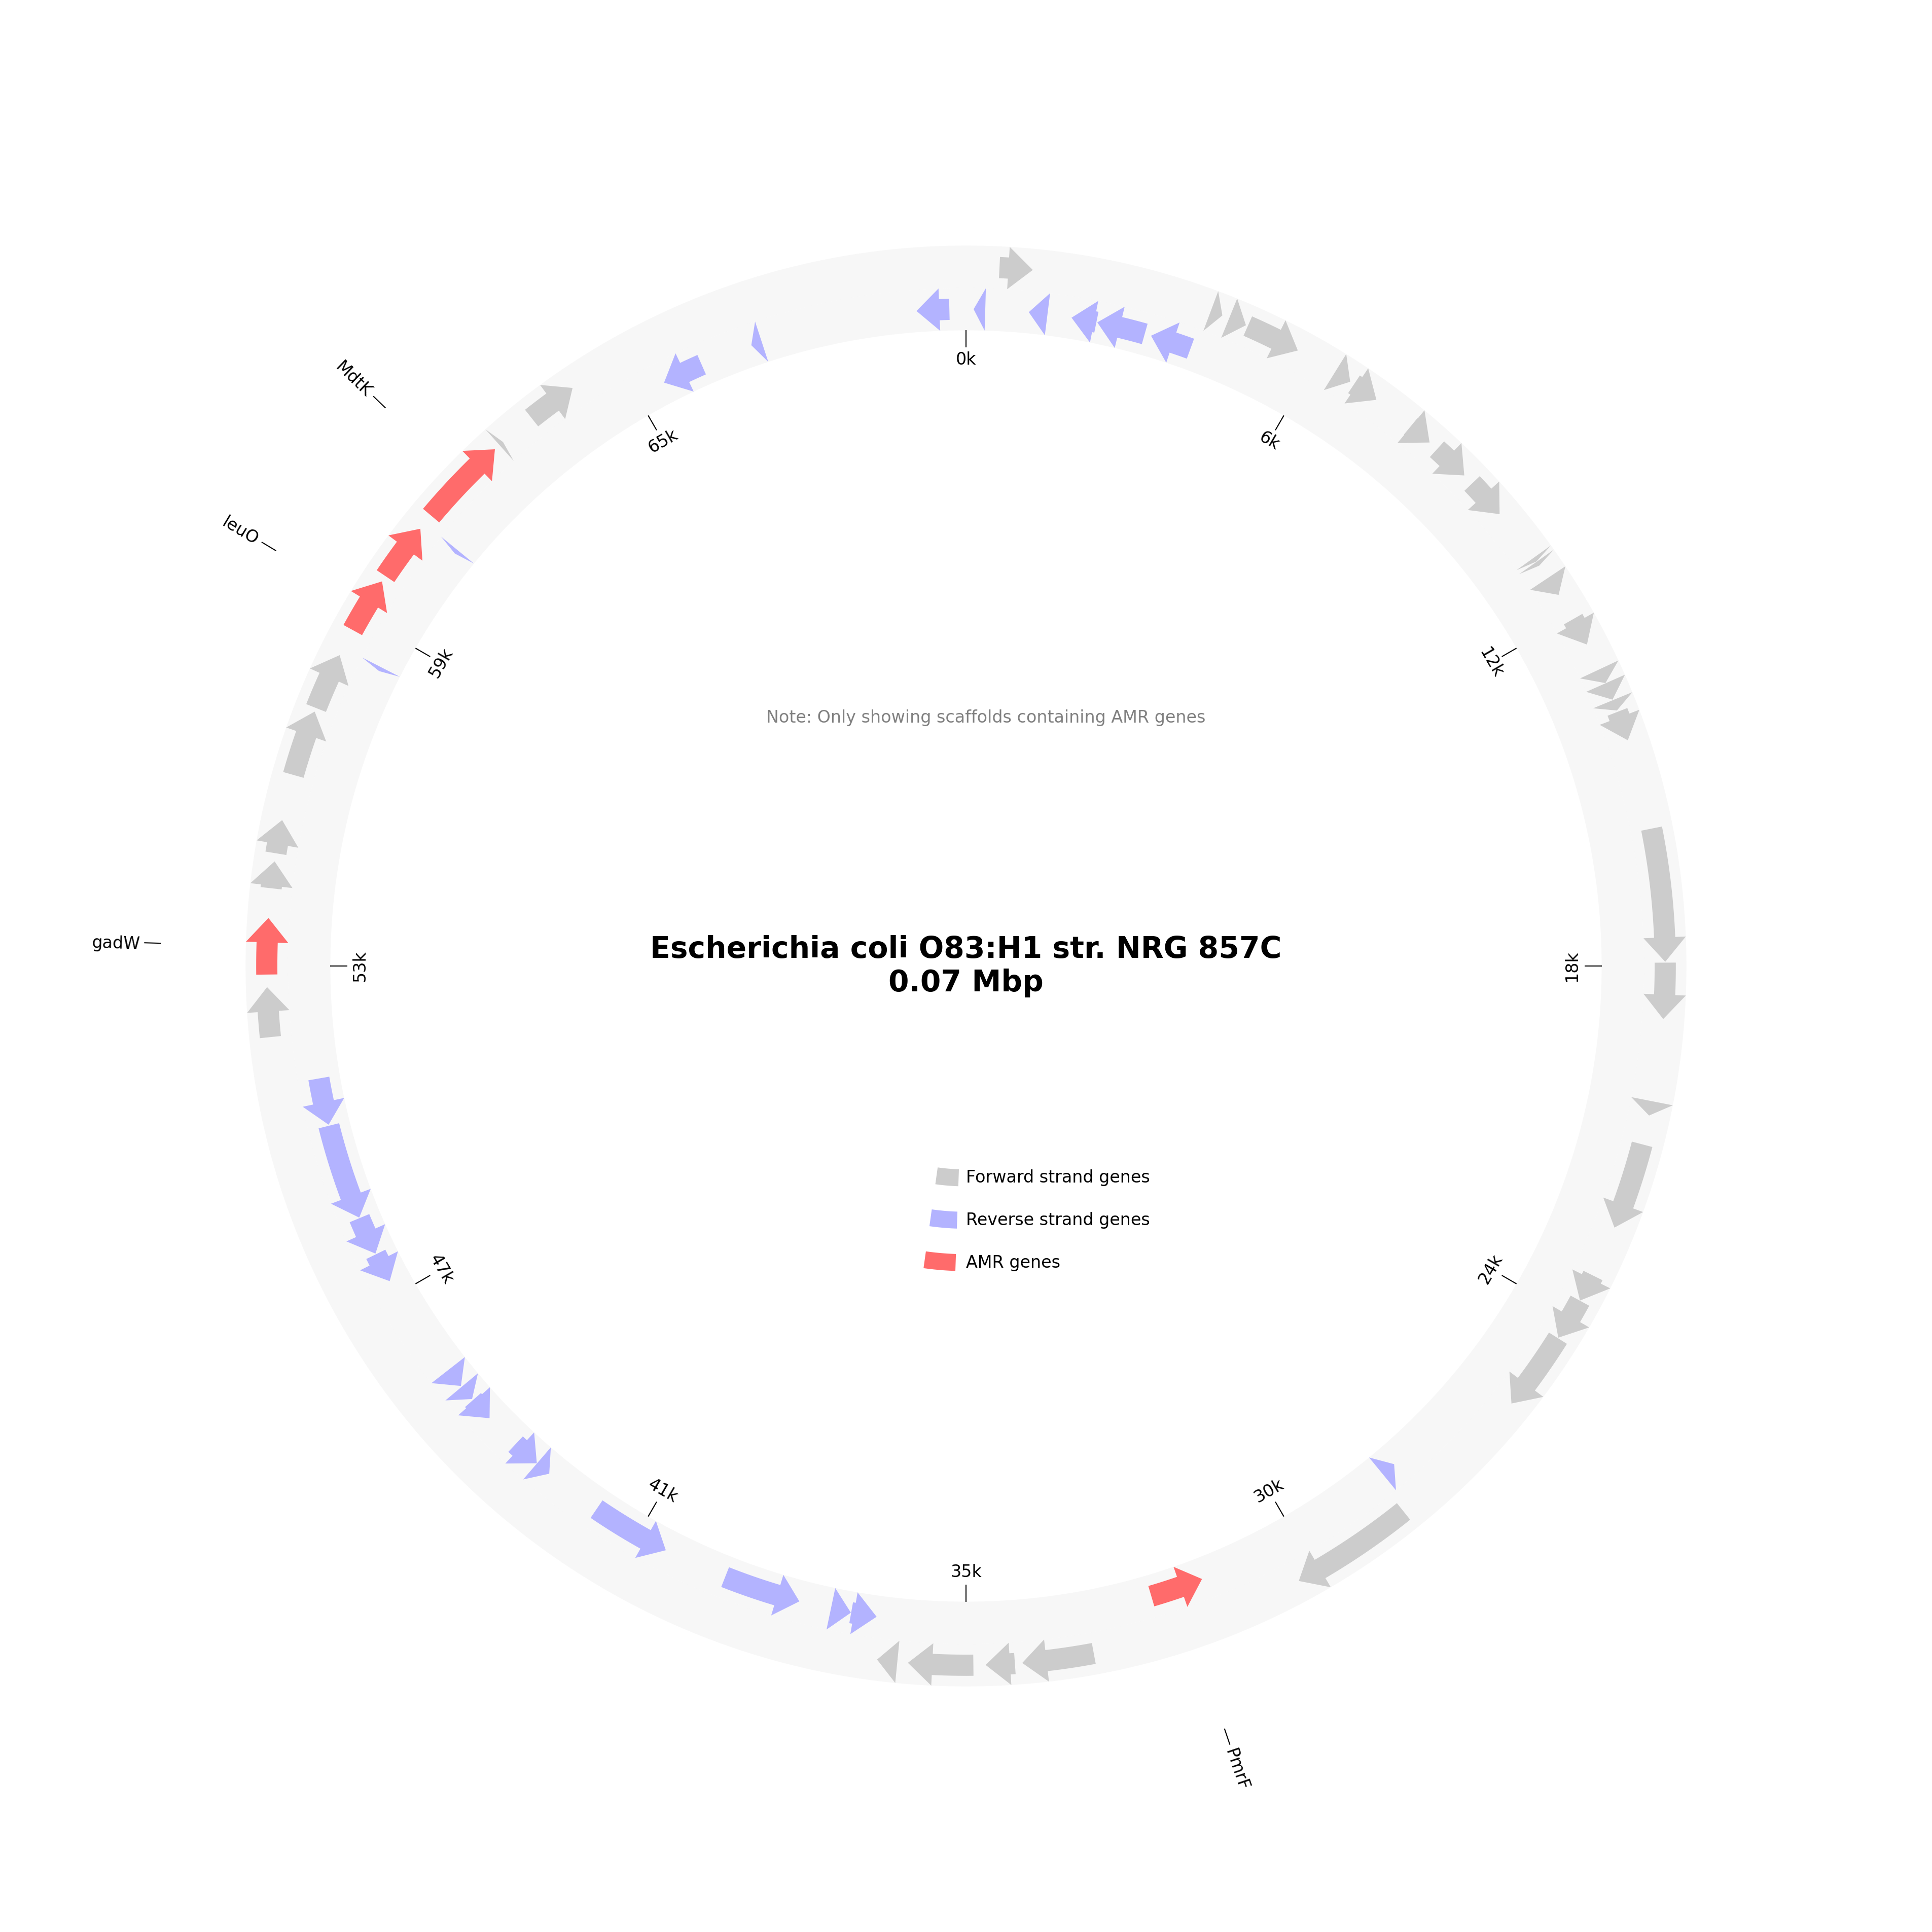 MdtK
leuO
gadW
PmrF
0k
6k
12k
18k
24k
30k
35k
41k
47k
53k
59k
65k
Note: Only showing scaffolds containing AMR genes
Escherichia coli O83:H1 str. NRG 857C
0.07 Mbp
Forward strand genes
Reverse strand genes
AMR genes